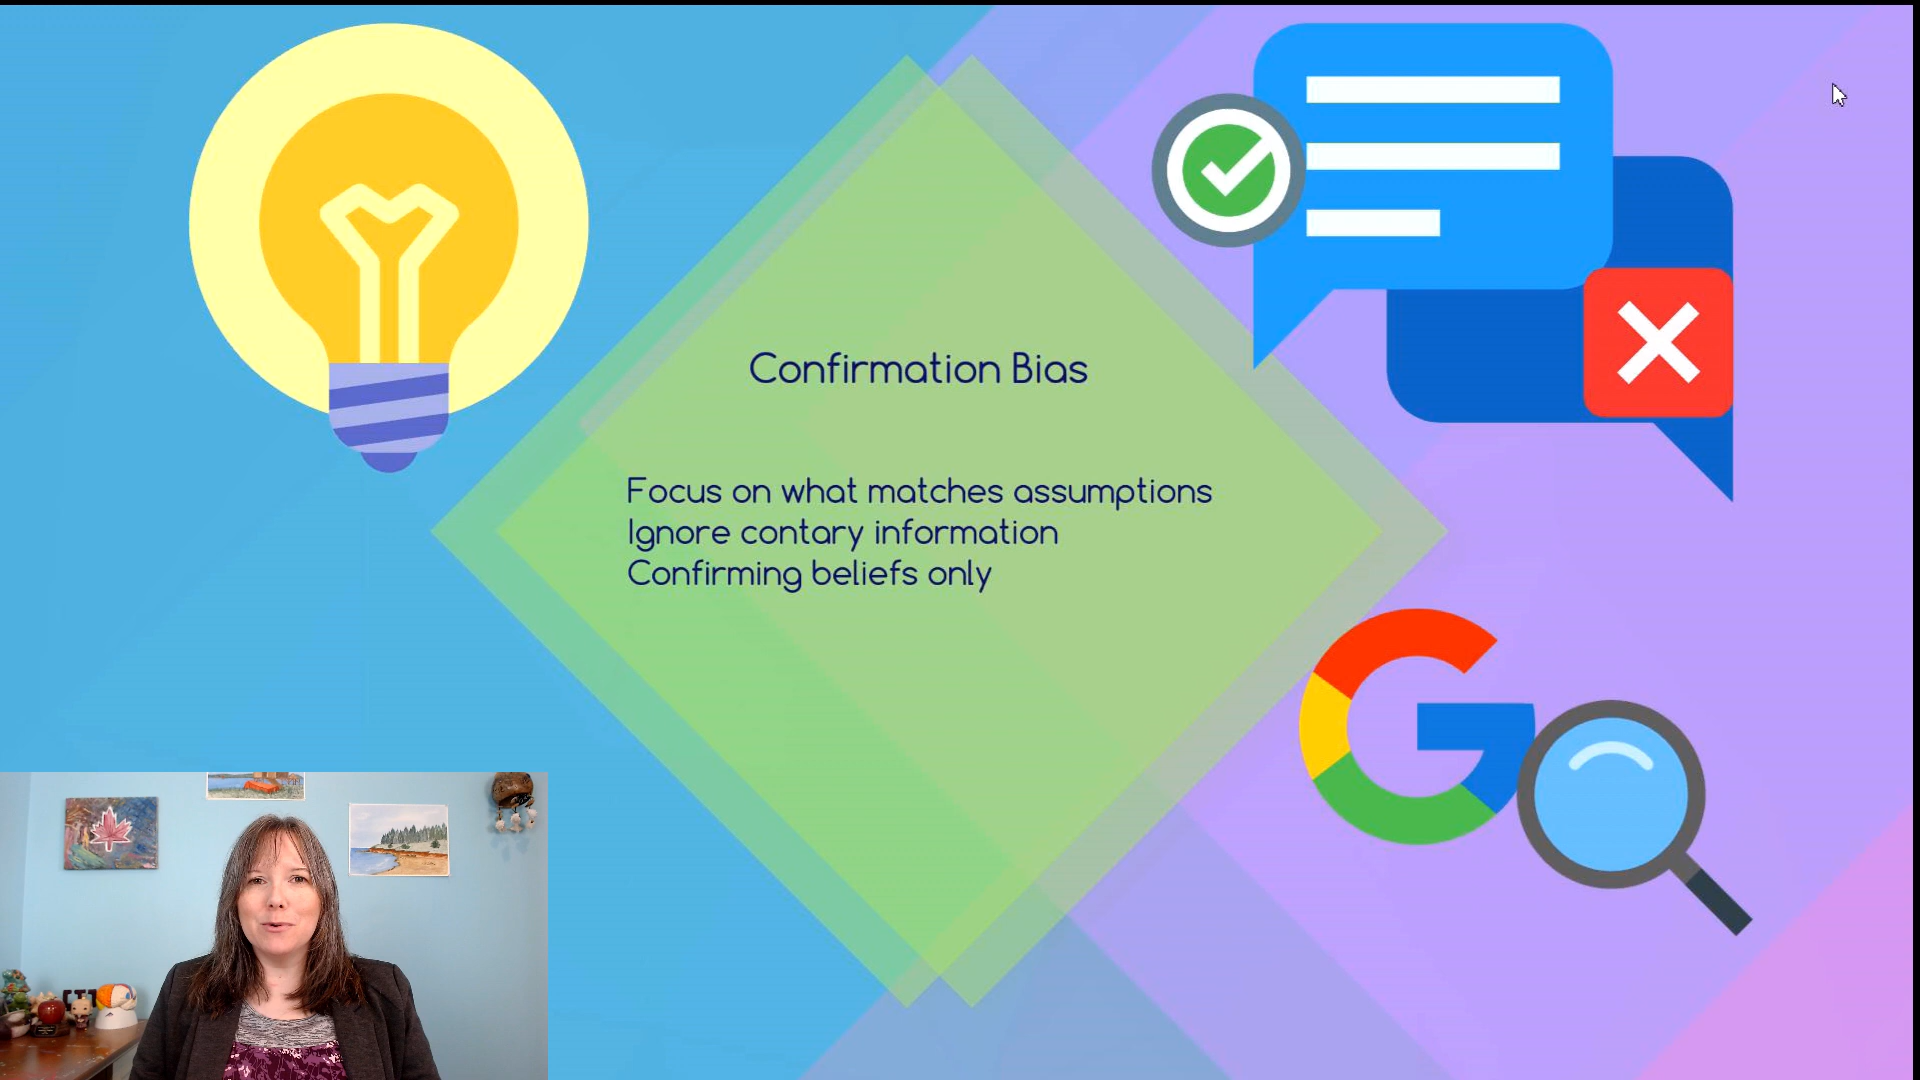 Confirmation Bias
Focus on what matches assumptions
Ignore contary information
Confirming beliefs only